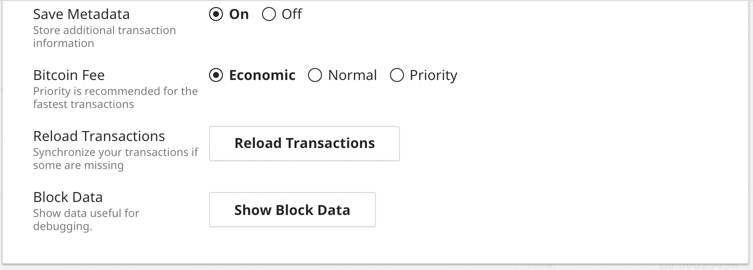 Save Metadata
On
Off
Store additional transaction
information
Bitcoin Fee
Economic
Normal
Priority
Priority is recommended for the
fastest transactions
Reload Transactions
Reload Transactions
Synchronize your transactions if
some are missing
Block Data
Show Block Data
Show data useful for
debugging.